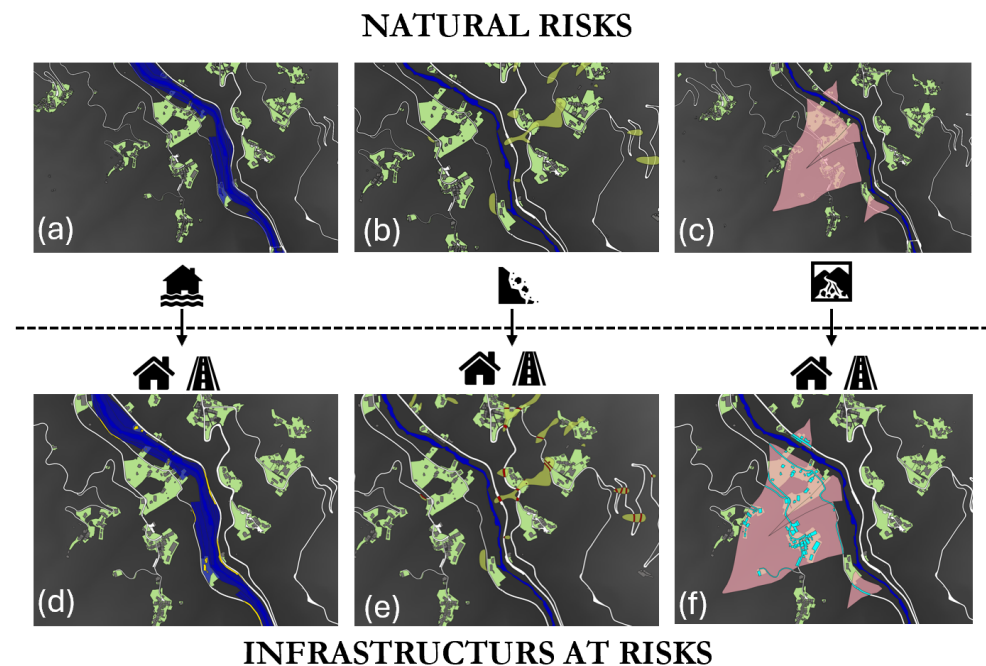 NATURAL RISKS
(a)
(b)
(c)
(d)
(e)
(f)
INFRASTRUCTURS AT RISKS